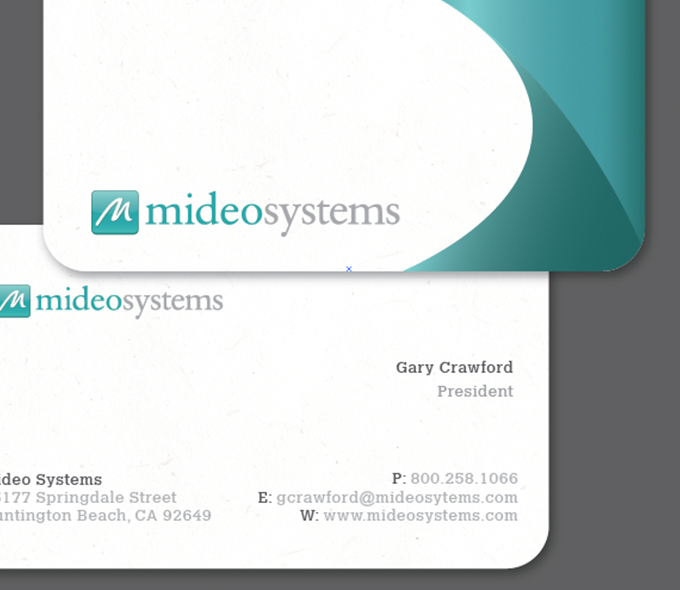 mideosystems
mideosystems
Gary Crawford
President
ideo Systems
177 Springdale Street
untington Beach, CA 92649
P: 800.258.1066
E: gcrawford@mideosytems.com
W: www.mideosystems.com